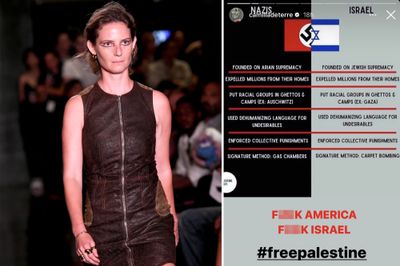 NAZIS
ISRAEL
camilladeterre
FOUNDED ON ARYAN SUPREMACY
FOUNDED ON JEWISH SUPREMACY
EXPELLED MILLIONS FROM THEIR HOMES
EXPELLED MILLIONS FROM THEIR HOMES
PUT RACIAL GROUPS IN GHETTOS &
CAMPS (EX: AUSCHWITZ)
PUT RACIAL GROUPS IN GHETTOS &
CAMPS (EX: GAZA)
USED DEHUMANIZING LANGUAGE FOR
UNDESIRABLES
USED DEHUMANIZING LANGUAGE FOR
UNDESIRABLES
ENFORCED COLLECTIVE PUNISHMENTS
ENFORCED COLLECTIVE PUNISHMENTS
SIGNATURE METHOD: GAS CHAMBERS
SIGNATURE METHOD: CARPET BOMBING
F K AMERICA
F K ISRAEL
#freepalestine